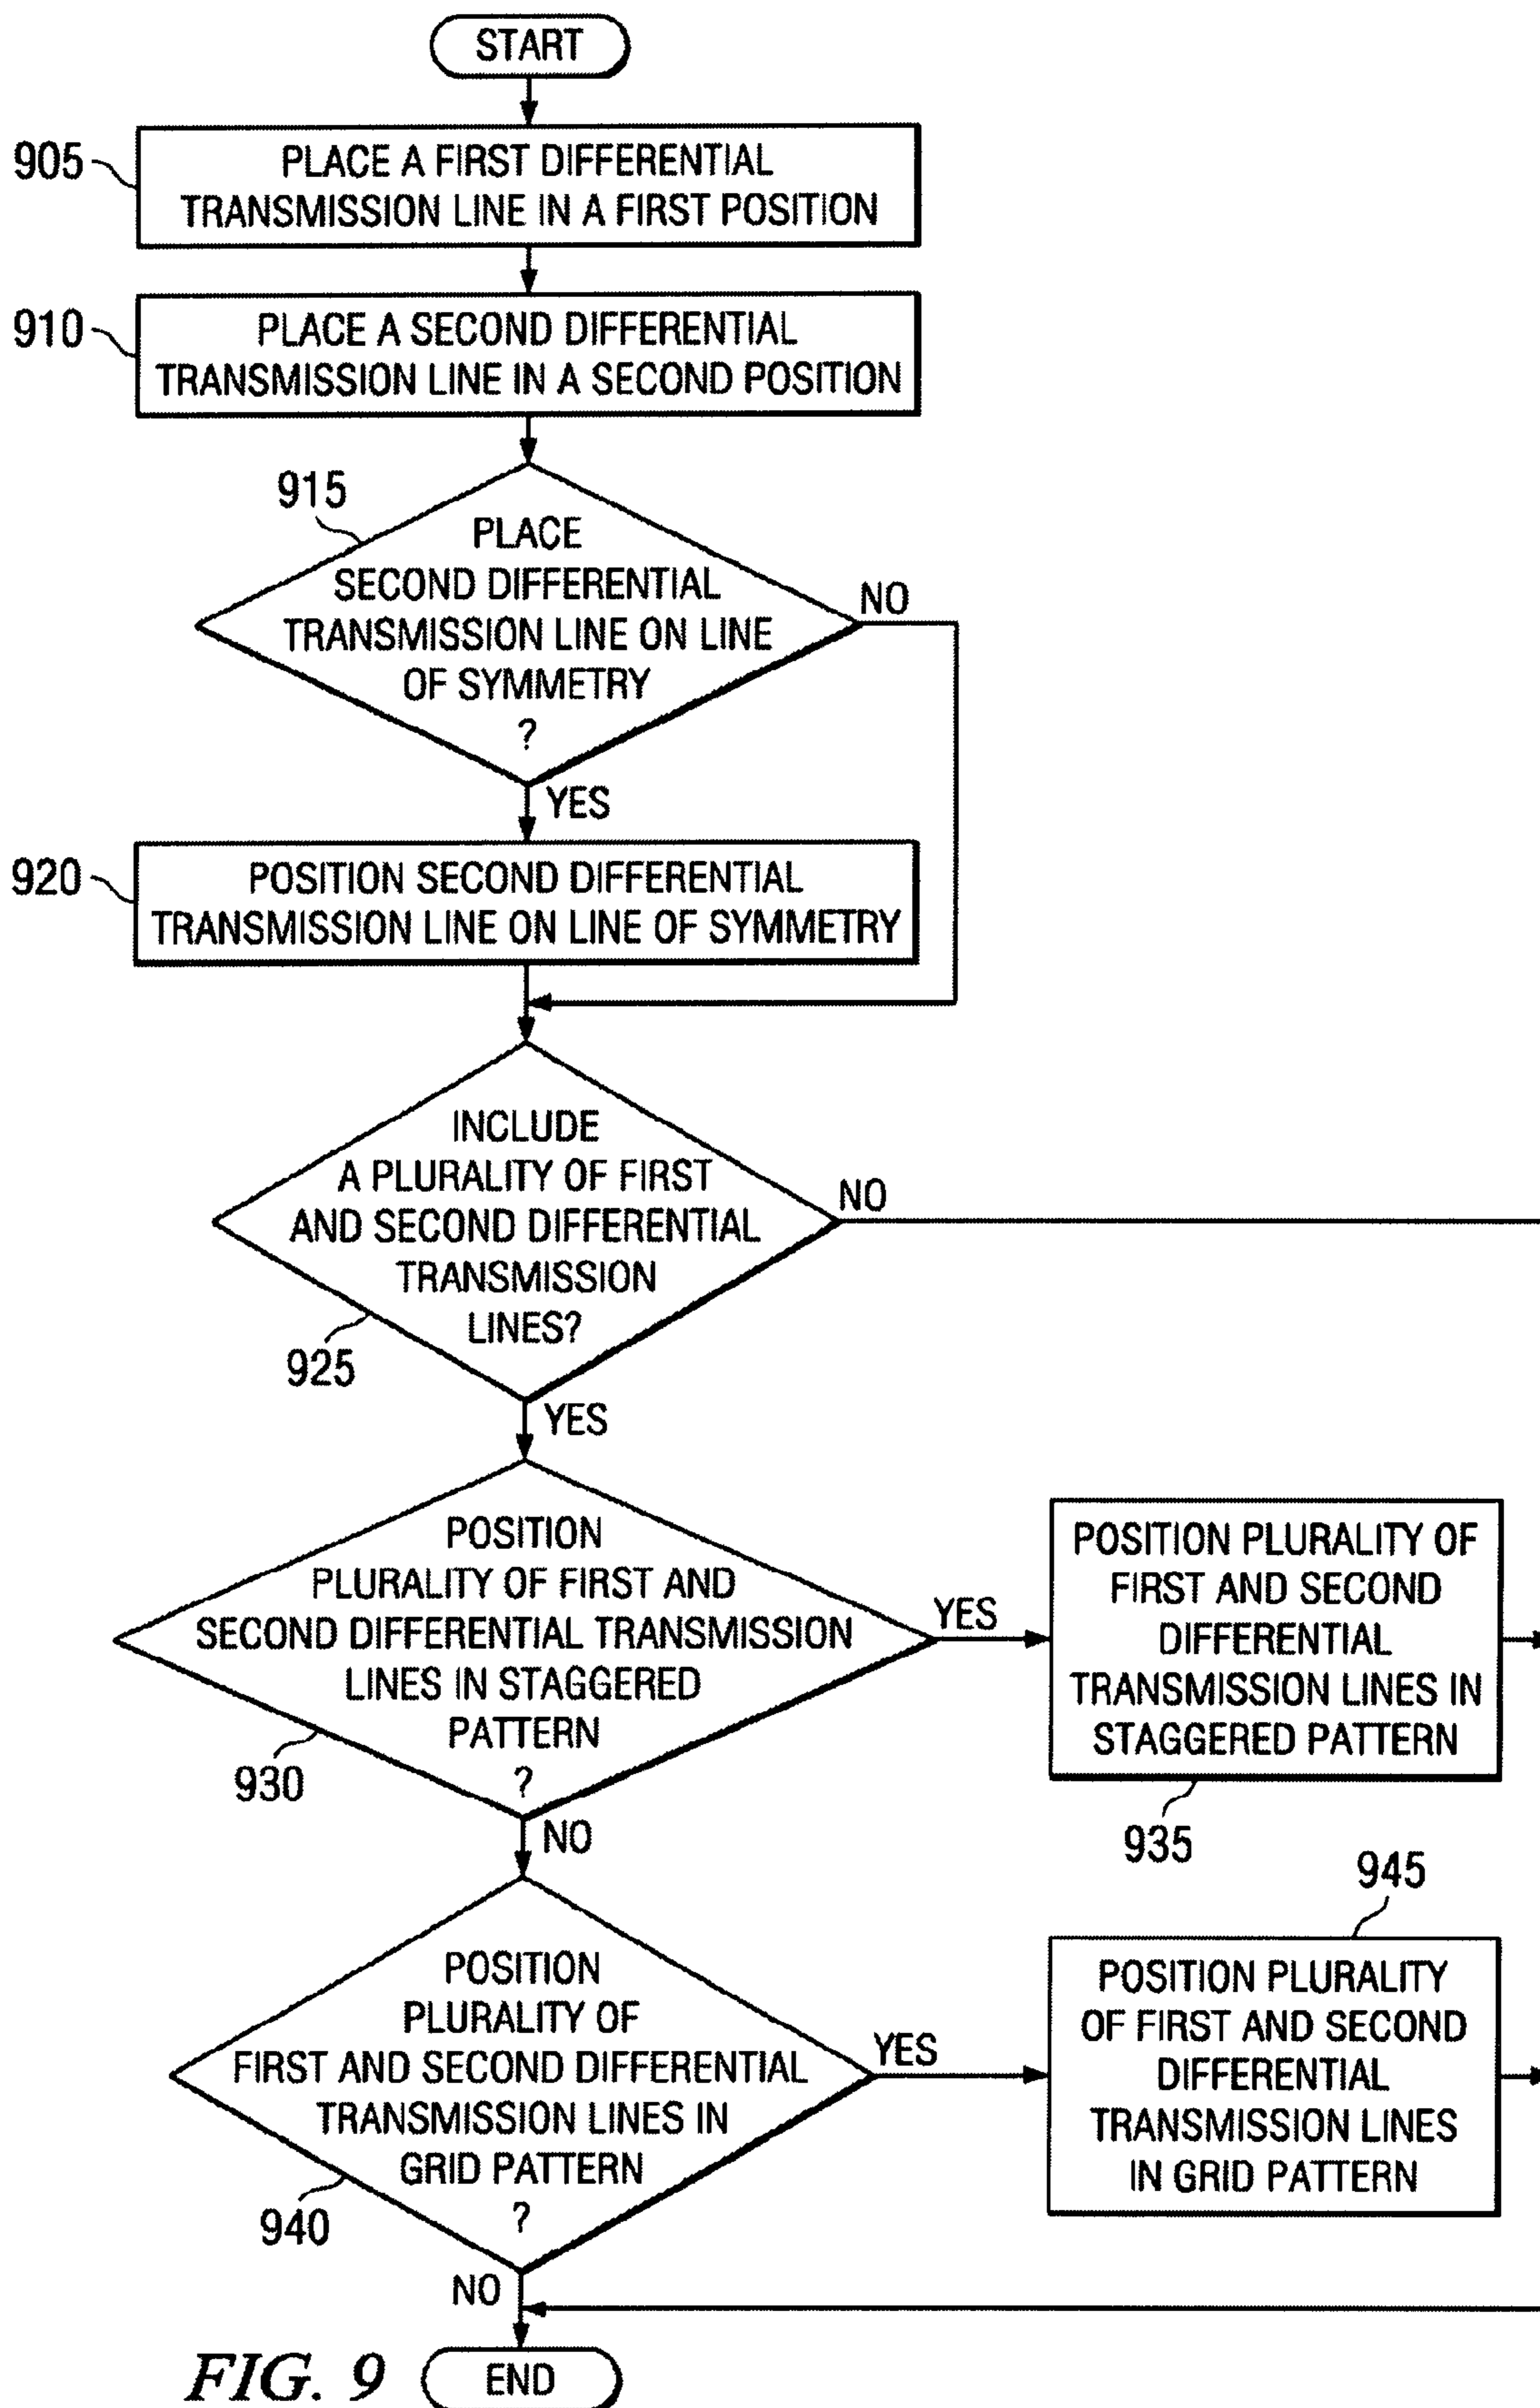 START
905
PLACE A FIRST DIFFERENTIAL
TRANSMISSION LINE IN A FIRST POSITION
910
PLACE A SECOND DIFFERENTIAL
TRANSMISSION LINE IN A SECOND POSITION
915
PLACE
SECOND DIFFERENTIAL
TRANSMISSION LINE ON LINE
OF SYMMETRY
?
NO
YES
920
POSITION SECOND DIFFERENTIAL
TRANSMISSION LINE ON LINE OF SYMMETRY
INCLUDE
A PLURALITY OF FIRST
AND SECOND DIFFERENTIAL
TRANSMISSION
LINES?
NO
925
YES
POSITION
PLURALITY OF FIRST AND
SECOND DIFFERENTIAL TRANSMISSION
LINES IN STAGGERED
PATTERN
?
930
YES
POSITION PLURALITY OF
FIRST AND SECOND
DIFFERENTIAL
TRANSMISSION LINES IN
STAGGERED PATTERN
935
NO
POSITION
PLURALITY OF
FIRST AND SECOND DIFFERENTIAL
TRANSMISSION LINES IN
GRID PATTERN
?
940
YES
945
POSITION PLURALITY
OF FIRST AND SECOND
DIFFERENTIAL
TRANSMISSION LINES
IN GRID PATTERN
NO
FIG. 9
END